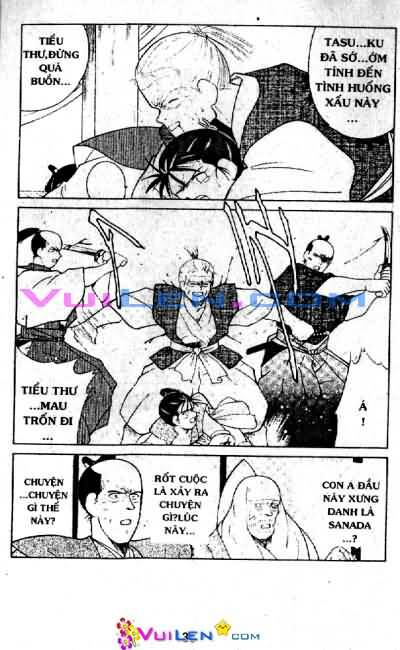 TASU...KU
ĐÃ SỚ...ỚM
TÍNH ĐẾN
TÌNH HUỐNG
XẤU NÀY
...
TIỂU
THƯ,ĐỪNG
QUÁ
BUỒN...
VUILEN.COM
Á
!
TIỂU THƯ
...MAU
TRỐN ĐI
...
CON A ĐẦU
NÀY XƯNG
DANH LÀ
SANADA
...?
RỐT CUỘC
LÀ XẢY RA
CHUYỆN
GÌ?LÚC
NÀY...
CHUYỆN
...CHUYỆN
GÌ THẾ
NÀY?
VUILEN.COM